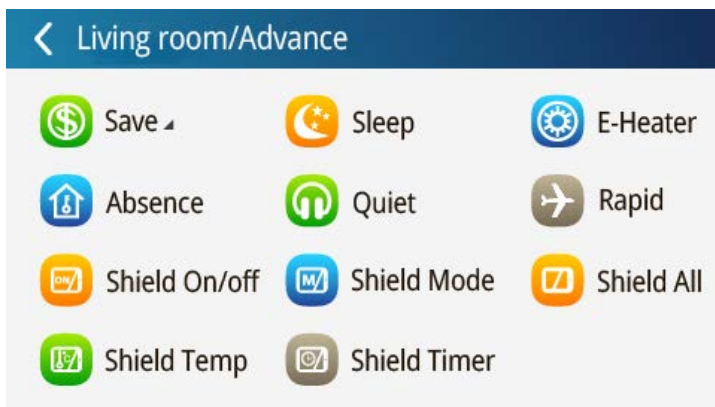 Living room/Advance
Save Sleep E-Heater
Absence Quiet Rapid
ON/ Shield On/off M/ Shield Mode Shield All
°C Shield Temp Shield Timer